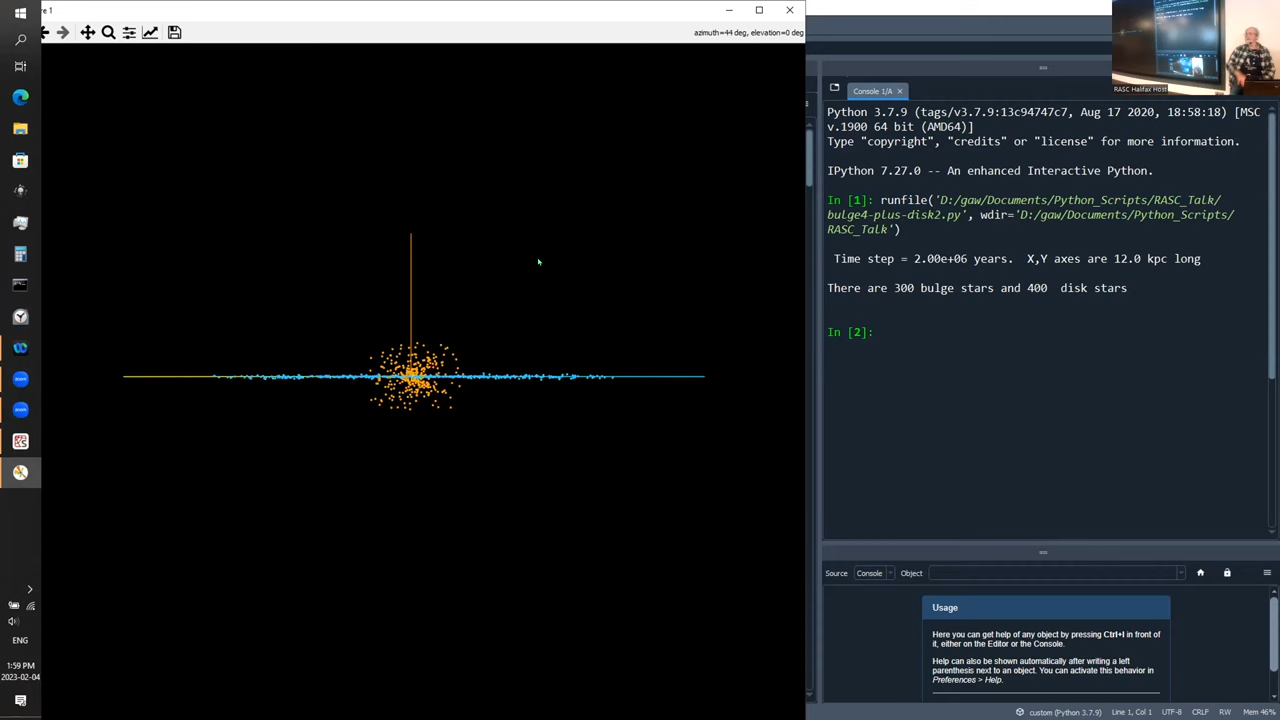 re 1
azimuth=44 deg, elevation=0 deg
RASC Halifax Host
Console 1/A
Python 3.7.9 (tags/v3.7.9:13c94747c7, Aug 17 2020, 18:58:18) [MSC
v.1900 64 bit (AMD64)]
Type "copyright", "credits" or "license" for more information.
IPython 7.27.0 -- An enhanced Interactive Python.
In [1]: runfile('D:/gaw/Documents/Python_Scripts/RASC_Talk/
bulge4-plus-disk2.py', wdir='D:/gaw/Documents/Python_Scripts/
RASC_Talk')
Time step = 2.00e+06 years.  X,Y axes are 12.0 kpc long
There are 300 bulge stars and 400  disk stars
In [2]:
Source Console Object
Usage
Here you can get help of any object by pressing Ctrl+I in front of
it, either on the Editor or the Console.
Help can also be shown automatically after writing a left
parenthesis next to an object. You can activate this behavior in
Preferences > Help.
ENG
1:59 PM
2023-02-04
custom (Python 3.7.9) Line 1, Col 1 UTF-8 CRLF RW Mem 46%